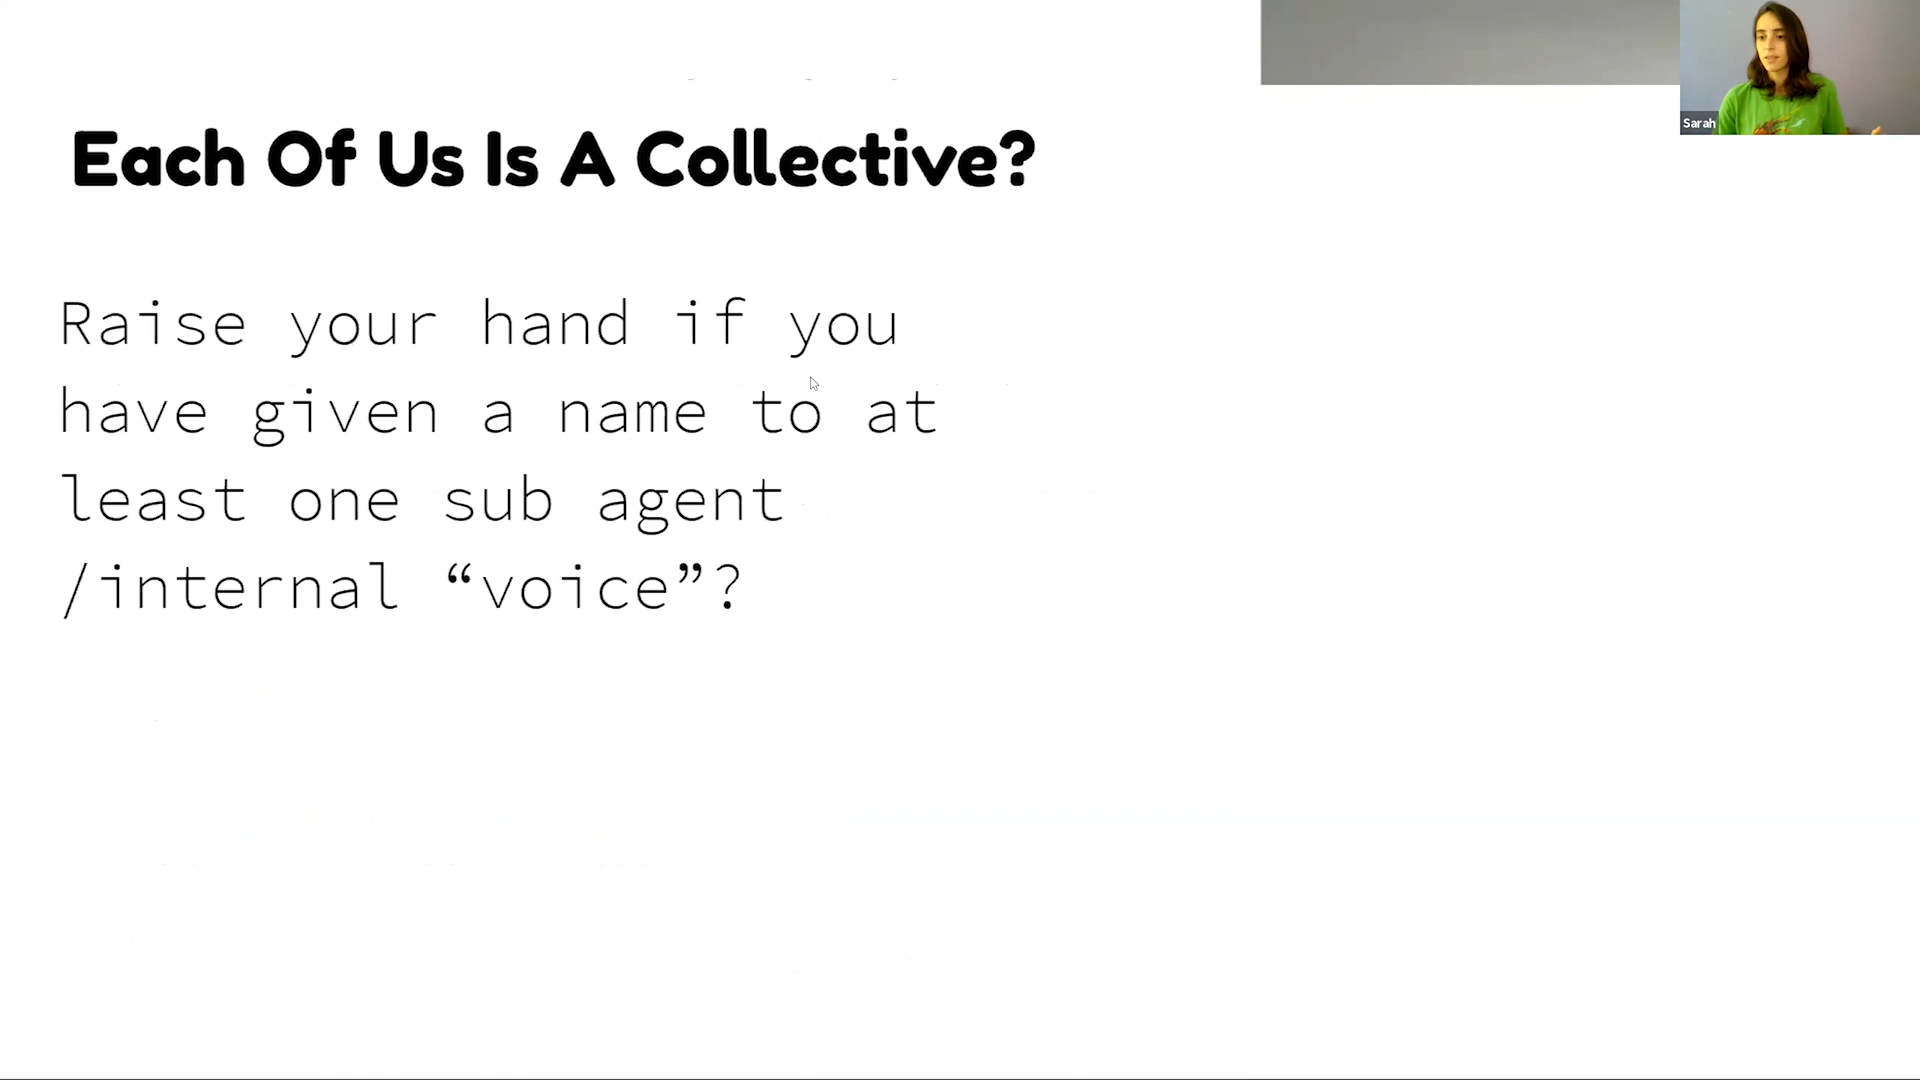 Each Of Us Is A Collective?
Raise your hand if you
have given a name to at
least one sub agent
/internal “voice”?
Sarah